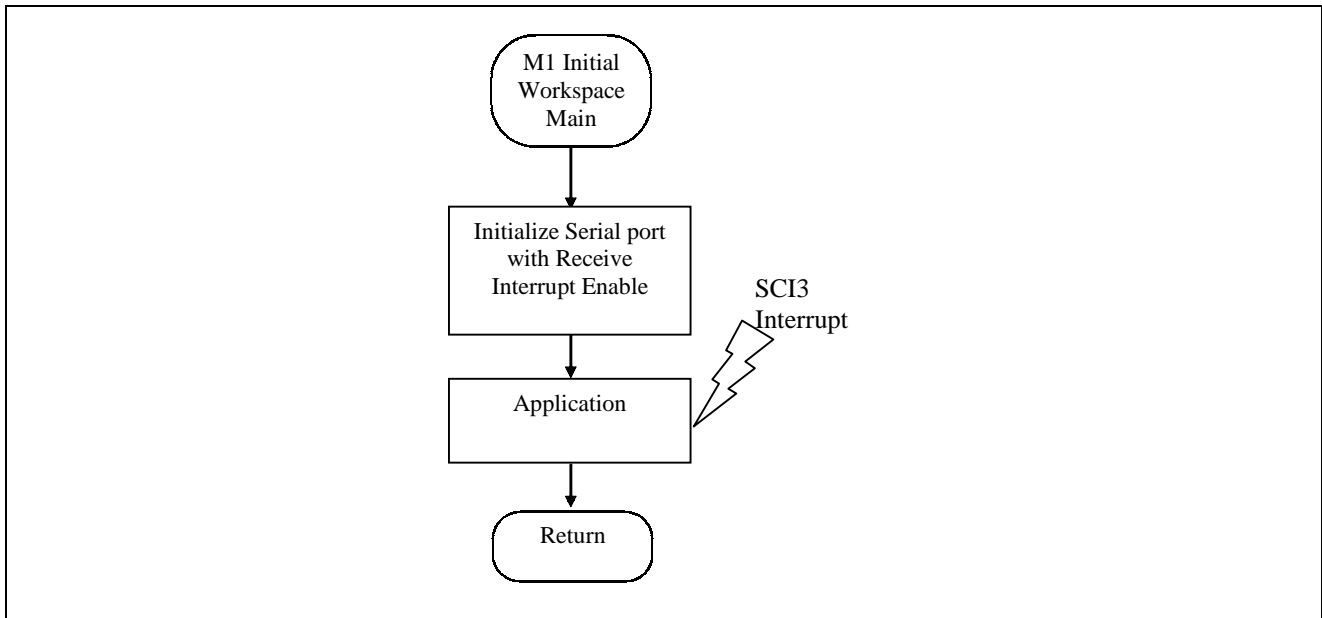 M1 Initial
Workspace
Main
Initialize Serial port
with Receive
Interrupt Enable
SCI3
Interrupt
Application
Return